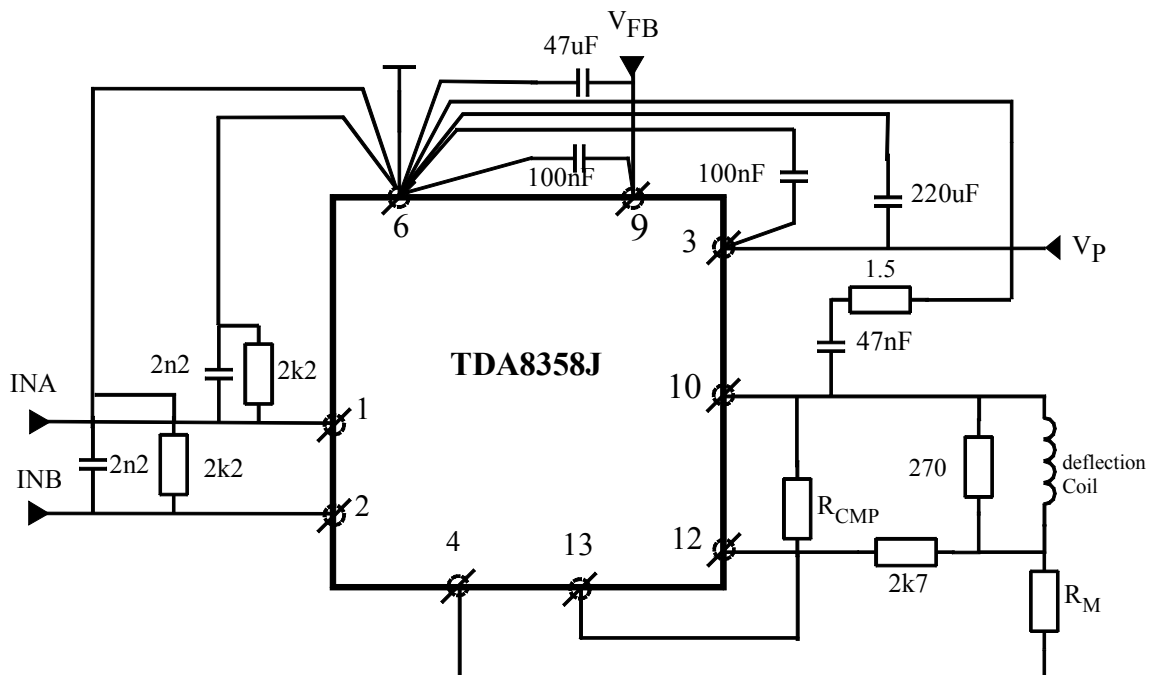 V_FB
47uF
100nF
100nF
220uF
6
9
3
V_P
1.5
47nF
2n2
2k2
TDA8358J
INA
1
10
2n2
2k2
270
deflection
Coil
INB
2
R_CMP
4
13
12
2k7
R_M